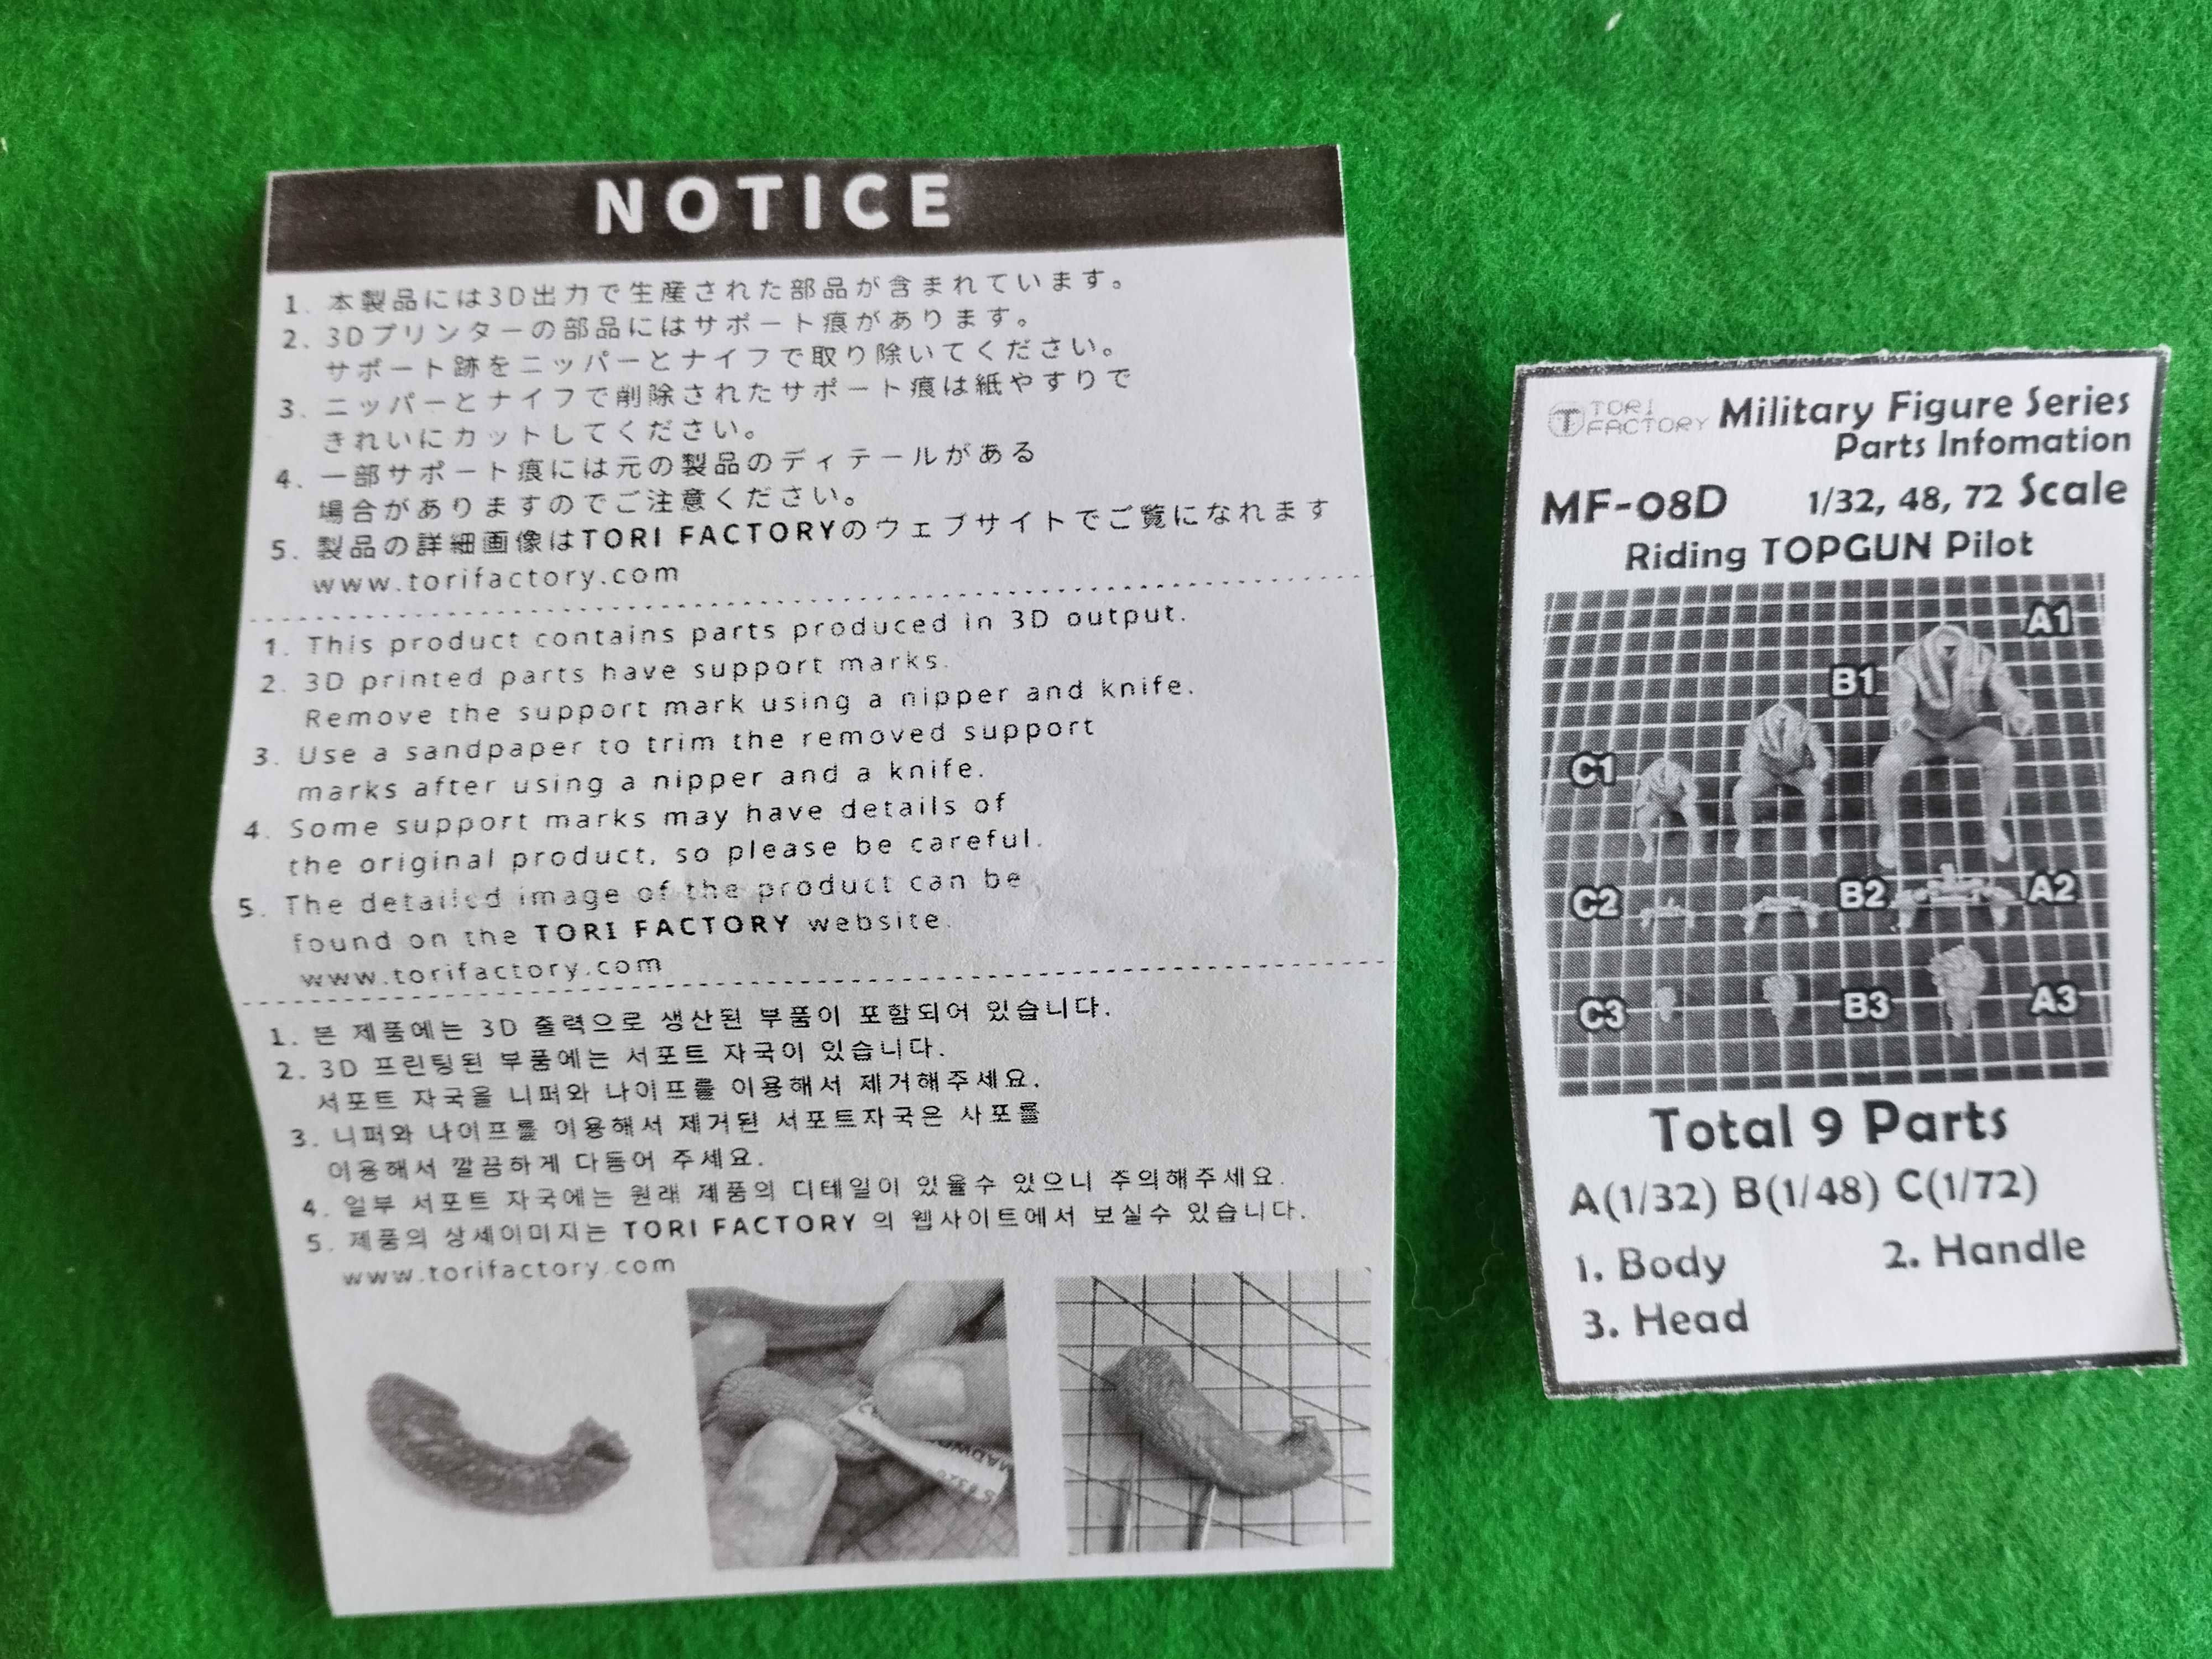 NOTICE
1. 本製品には3D出力で生産された部品が含まれています。
2. 3Dプリンターの部品にはサポート痕があります。
サポート跡をニッパーとナイフで取り除いてください。
3. ニッパーとナイフで削除されたサポート痕は紙やすりで
きれいにカットしてください。
4. 一部サポート痕には元の製品のディテールがある
場合がありますのでご注意ください。
5. 製品の詳細画像はTORI FACTORYのウェブサイトでご覧になれます
www.torifactory.com
1. This product contains parts produced in 3D output.
2. 3D printed parts have support marks.
Remove the support mark using a nipper and knife.
3. Use a sandpaper to trim the removed support
marks after using a nipper and a knife.
4. Some support marks may have details of
the original product, so please be careful.
5. The detailed image of the product can be
found on the TORI FACTORY website.
www.torifactory.com
1. 본 제품에는 3D 출력으로 생산된 부품이 포함되어 있습니다.
2. 3D 프린팅된 부품에는 서포트 자국이 있습니다.
서포트 자국을 니퍼와 나이프를 이용해서 제거해주세요.
3. 니퍼와 나이프를 이용해서 제거된 서포트자국은 사포를
이용해서 깔끔하게 다듬어 주세요.
4. 일부 서포트 자국에는 원래 제품의 디테일이 있을수 있으니 주의해주세요.
5. 제품의 상세이미지는 TORI FACTORY 의 웹사이트에서 보실수 있습니다.
www.torifactory.com
TORI
FACTORY
Military Figure Series
Parts Infomation
MF-08D 1/32, 48, 72 Scale
Riding TOPGUN Pilot
A1
B1
C1
C2 B2 A2
C3 B3 A3
Total 9 Parts
A(1/32) B(1/48) C(1/72)
1. Body 2. Handle
3. Head